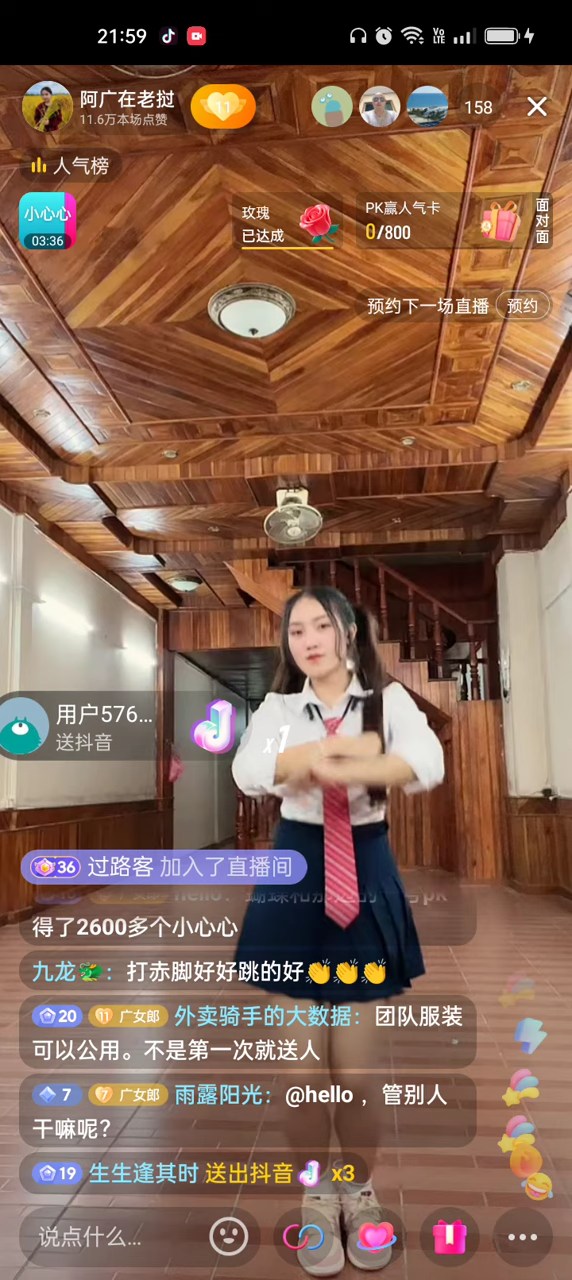 21:59
阿广在老挝
11.6万本场点赞
11
158
人气榜
小心心
03:36
玫瑰
已达成
PK赢人气卡
0/800
面对面
预约下一场直播 预约
用户576...
送抖音
x1
36 过路客 加入了直播间
得了2600多个小心心
九龙🐲：打赤脚好好跳的好👏👏👏
20 11 广女郎 外卖骑手的大数据：团队服装
可以公用。不是第一次就送人
7 7 广女郎 雨露阳光：@hello ，管别人
干嘛呢？
19 生生逢其时 送出抖音 x3
说点什么...